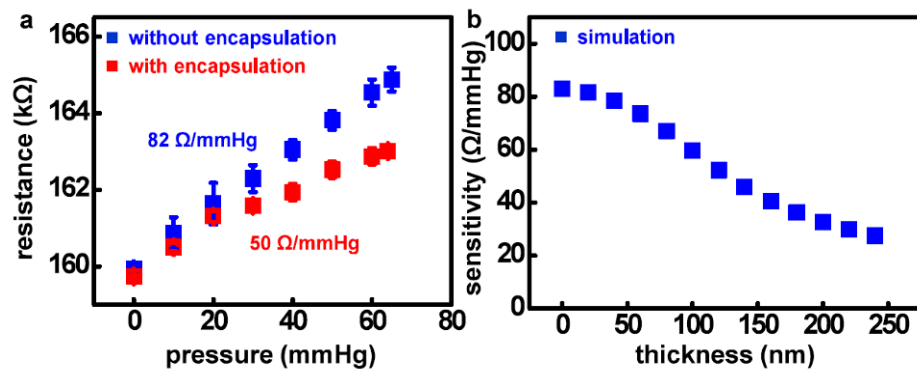 a
166
164
162
160
resistance (kΩ)
without encapsulation
with encapsulation
82 Ω/mmHg
50 Ω/mmHg
0 20 40 60 80
pressure (mmHg)
b
100
80
60
40
20
0
sensitivity (Ω/mmHg)
simulation
0 50 100 150 200 250
thickness (nm)